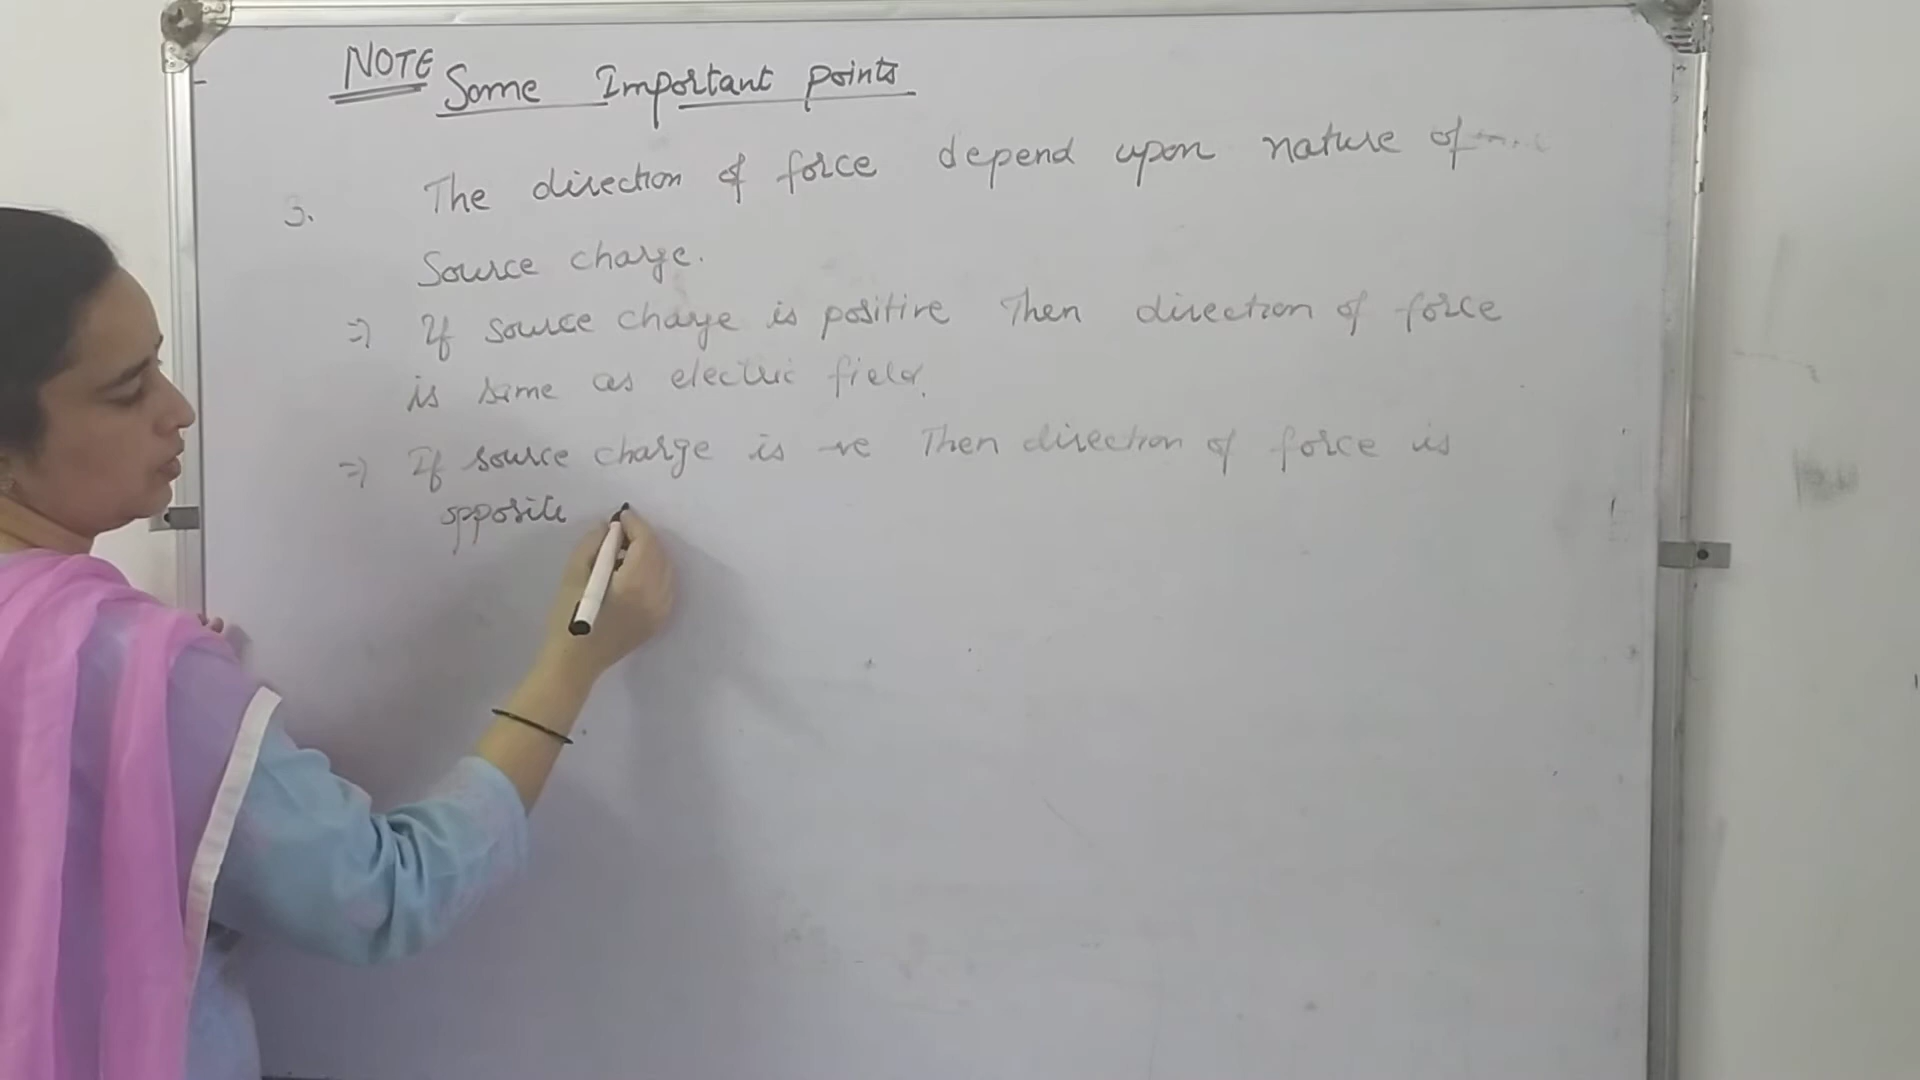 NOTE Some Important points
3. The direction of force depend upon nature of
Source charge.
=) If source charge is positive Then direction of force
is same as electric field.
=) If source charge is -ve Then direction of force is
opposite